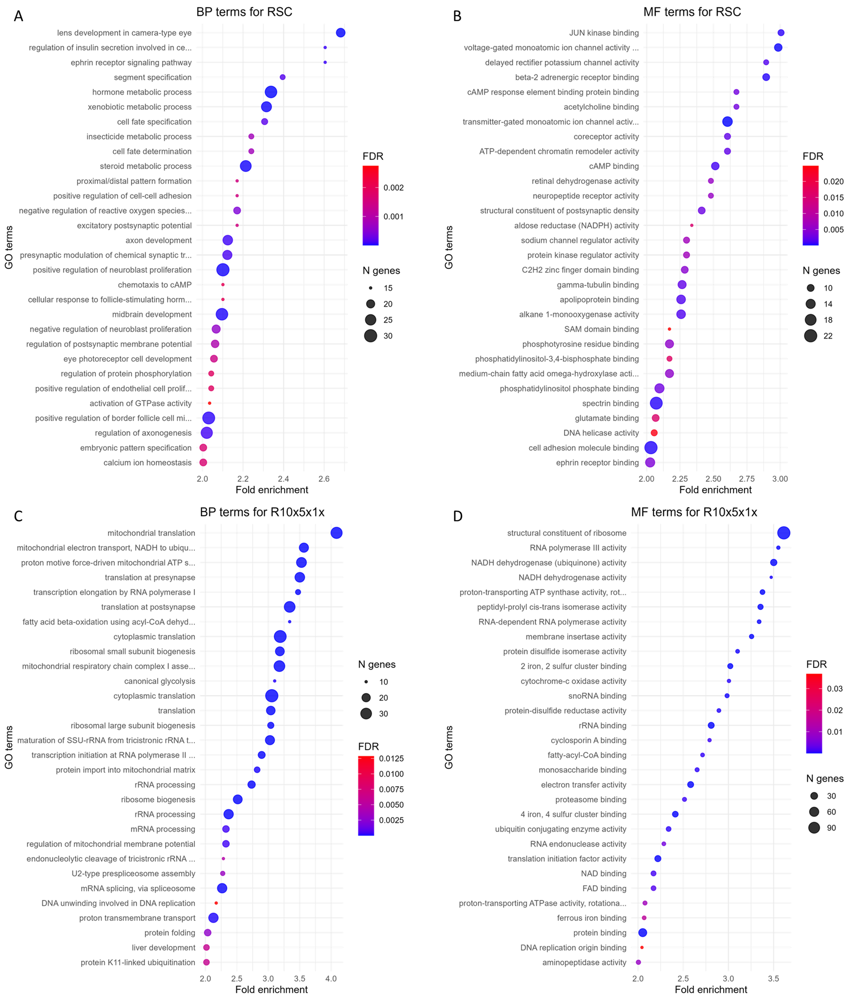 A
BP terms for RSC
GO terms
lens development in camera-type eye
regulation of insulin secretion involved in ce...
ephrin receptor signaling pathway
segment specification
hormone metabolic process
xenobiotic metabolic process
cell fate specification
insecticide metabolic process
cell fate determination
steroid metabolic process
proximal/distal pattern formation
positive regulation of cell-cell adhesion
negative regulation of reactive oxygen species...
excitatory postsynaptic potential
axon development
presynaptic modulation of chemical synaptic tr...
positive regulation of neuroblast proliferation
chemotaxis to cAMP
cellular response to follicle-stimulating horm...
midbrain development
negative regulation of neuroblast proliferation
regulation of postsynaptic membrane potential
eye photoreceptor cell development
regulation of protein phosphorylation
positive regulation of endothelial cell prolif...
activation of GTPase activity
positive regulation of border follicle cell mi...
regulation of axonogenesis
embryonic pattern specification
calcium ion homeostasis
2.0 2.2 2.4 2.6
Fold enrichment
FDR
0.002
0.001
N genes
15
20
25
30
B
MF terms for RSC
GO terms
JUN kinase binding
voltage-gated monoatomic ion channel activity ...
delayed rectifier potassium channel activity
beta-2 adrenergic receptor binding
cAMP response element binding protein binding
acetylcholine binding
transmitter-gated monoatomic ion channel activ...
coreceptor activity
ATP-dependent chromatin remodeler activity
cAMP binding
retinal dehydrogenase activity
neuropeptide receptor activity
structural constituent of postsynaptic density
aldose reductase (NADPH) activity
sodium channel regulator activity
protein kinase regulator activity
C2H2 zinc finger domain binding
gamma-tubulin binding
apolipoprotein binding
alkane 1-monooxygenase activity
SAM domain binding
phosphotyrosine residue binding
phosphatidylinositol-3,4-bisphosphate binding
medium-chain fatty acid omega-hydroxylase acti...
phosphatidylinositol phosphate binding
spectrin binding
glutamate binding
DNA helicase activity
cell adhesion molecule binding
ephrin receptor binding
2.00 2.25 2.50 2.75 3.00
Fold enrichment
FDR
0.020
0.015
0.010
0.005
N genes
10
14
18
22
C
BP terms for R10x5x1x
GO terms
mitochondrial translation
mitochondrial electron transport, NADH to ubiqu...
proton motive force-driven mitochondrial ATP s...
translation at presynapse
transcription elongation by RNA polymerase I
translation at postsynapse
fatty acid beta-oxidation using acyl-CoA dehyd...
cytoplasmic translation
ribosomal small subunit biogenesis
mitochondrial respiratory chain complex I asse...
canonical glycolysis
cytoplasmic translation
translation
ribosomal large subunit biogenesis
maturation of SSU-rRNA from tricistronic rRNA t...
transcription initiation at RNA polymerase II ...
protein import into mitochondrial matrix
rRNA processing
ribosome biogenesis
rRNA processing
mRNA processing
regulation of mitochondrial membrane potential
endonucleolytic cleavage of tricistronic rRNA ...
U2-type prespliceosome assembly
mRNA splicing, via spliceosome
DNA unwinding involved in DNA replication
proton transmembrane transport
protein folding
liver development
protein K11-linked ubiquitination
2.0 2.5 3.0 3.5 4.0
Fold enrichment
N genes
10
20
30
FDR
0.0125
0.0100
0.0075
0.0050
0.0025
D
MF terms for R10x5x1x
GO terms
structural constituent of ribosome
RNA polymerase III activity
NADH dehydrogenase (ubiquinone) activity
NADH dehydrogenase activity
proton-transporting ATP synthase activity, rot...
peptidyl-prolyl cis-trans isomerase activity
RNA-dependent RNA polymerase activity
membrane insertase activity
protein disulfide isomerase activity
2 iron, 2 sulfur cluster binding
cytochrome-c oxidase activity
snoRNA binding
protein-disulfide reductase activity
rRNA binding
cyclosporin A binding
fatty-acyl-CoA binding
monosaccharide binding
electron transfer activity
proteasome binding
4 iron, 4 sulfur cluster binding
ubiquitin conjugating enzyme activity
RNA endonuclease activity
translation initiation factor activity
NAD binding
FAD binding
proton-transporting ATPase activity, rotationa...
ferrous iron binding
protein binding
DNA replication origin binding
aminopeptidase activity
2.0 2.5 3.0 3.5
Fold enrichment
FDR
0.03
0.02
0.01
N genes
30
60
90